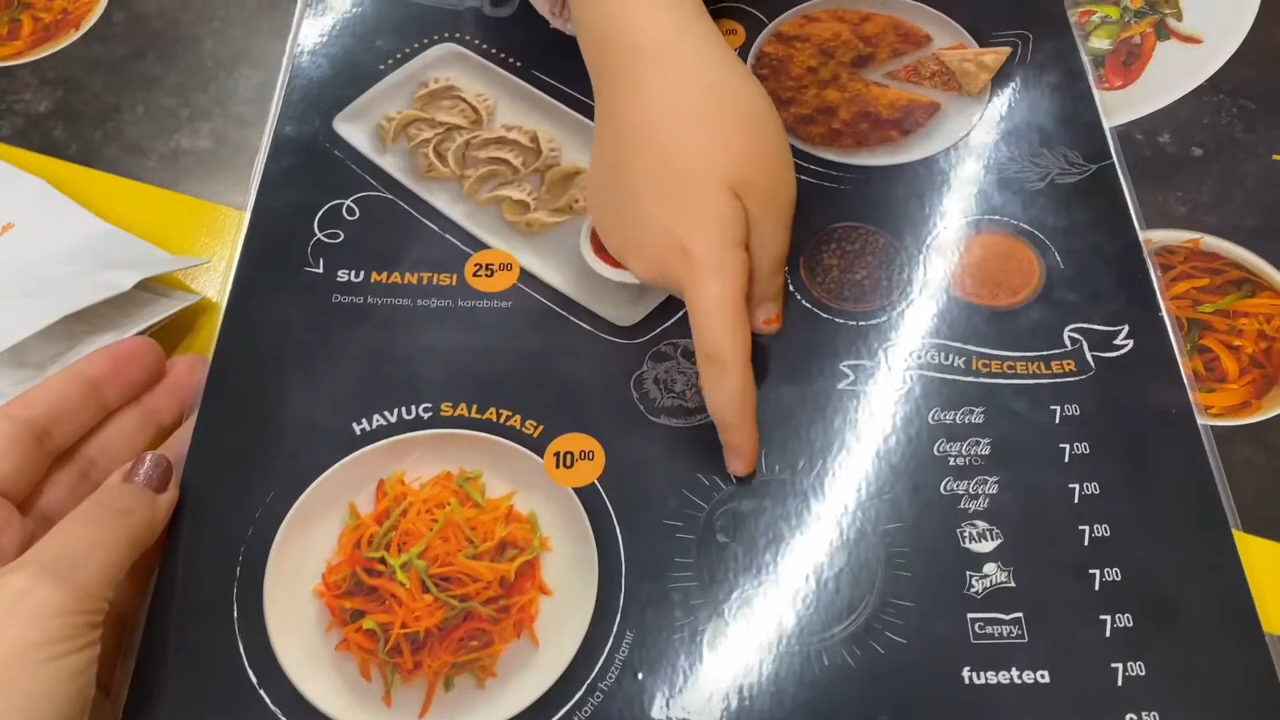 SU MANTISI 25,00
Dana kıyması, soğan, karabiber
HAVUÇ SALATASI
10,00
hazırlanır.
İÇECEKLER
Coca-Cola 7.00
Coca-Cola zero. 7.00
Coca-Cola light 7.00
FANTA 7.00
Sprite 7.00
Cappy. 7.00
fusetea 7.00